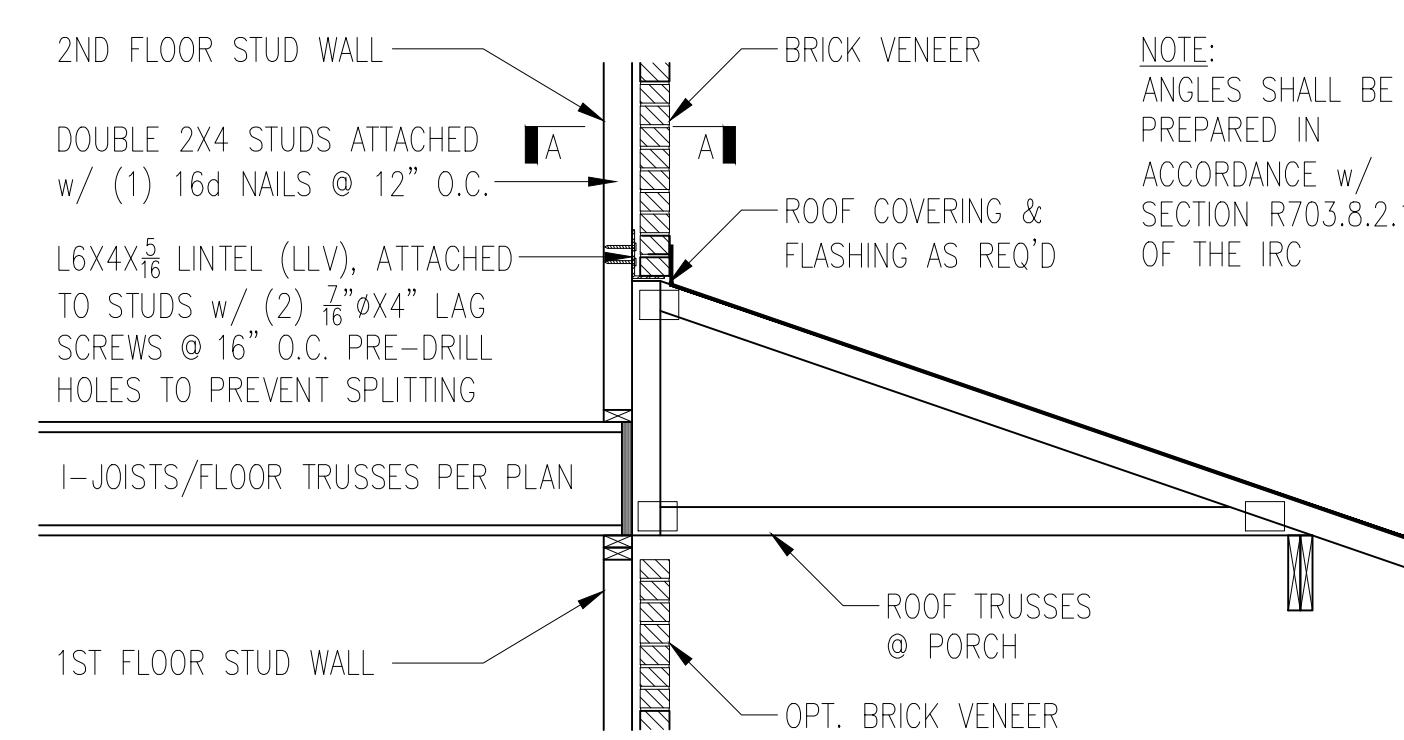 2ND FLOOR STUD WALL
DOUBLE 2X4 STUDS ATTACHED
w/ (1) 16d NAILS @ 12” O.C.
L6X4X5/16 LINTEL (LLV), ATTACHED
TO STUDS w/ (2) 7/16”øX4” LAG
SCREWS @ 16” O.C. PRE-DRILL
HOLES TO PREVENT SPLITTING
I-JOISTS/FLOOR TRUSSES PER PLAN
1ST FLOOR STUD WALL
A
A
BRICK VENEER
ROOF COVERING &
FLASHING AS REQ’D
ROOF TRUSSES
@ PORCH
OPT. BRICK VENEER
NOTE:
ANGLES SHALL BE
PREPARED IN
ACCORDANCE w/
SECTION R703.8.2.1
OF THE IRC